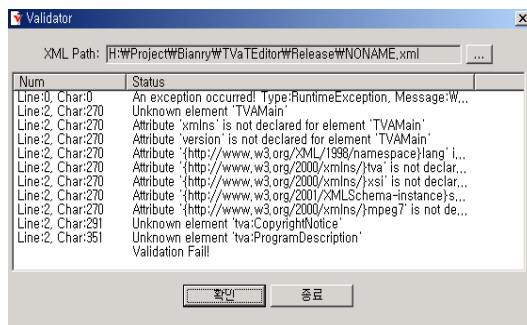 Validator
XML Path: H:₩Project₩Bianry₩TVaTEditor₩Release₩NONAME.xml ...
Num Status
Line:0, Char:0 An exception occurred! Type:RuntimeException, Message:₩...
Line:2, Char:270 Unknown element 'TVAMain'
Line:2, Char:270 Attribute 'xmlns' is not declared for element 'TVAMain'
Line:2, Char:270 Attribute 'version' is not declared for element 'TVAMain'
Line:2, Char:270 Attribute '{http://www.w3.org/XML/1998/namespace}lang' i...
Line:2, Char:270 Attribute '{http://www.w3.org/2000/xmlns/}tva' is not declar...
Line:2, Char:270 Attribute '{http://www.w3.org/2000/xmlns/}xsi' is not declar...
Line:2, Char:270 Attribute '{http://www.w3.org/2001/XMLSchema-instance}s...
Line:2, Char:270 Attribute '{http://www.w3.org/2000/xmlns/}mpeg7' is not de...
Line:2, Char:291 Unknown element 'tva:CopyrightNotice'
Line:2, Char:351 Unknown element 'tva:ProgramDescription'
Validation Fail!
확인 종료